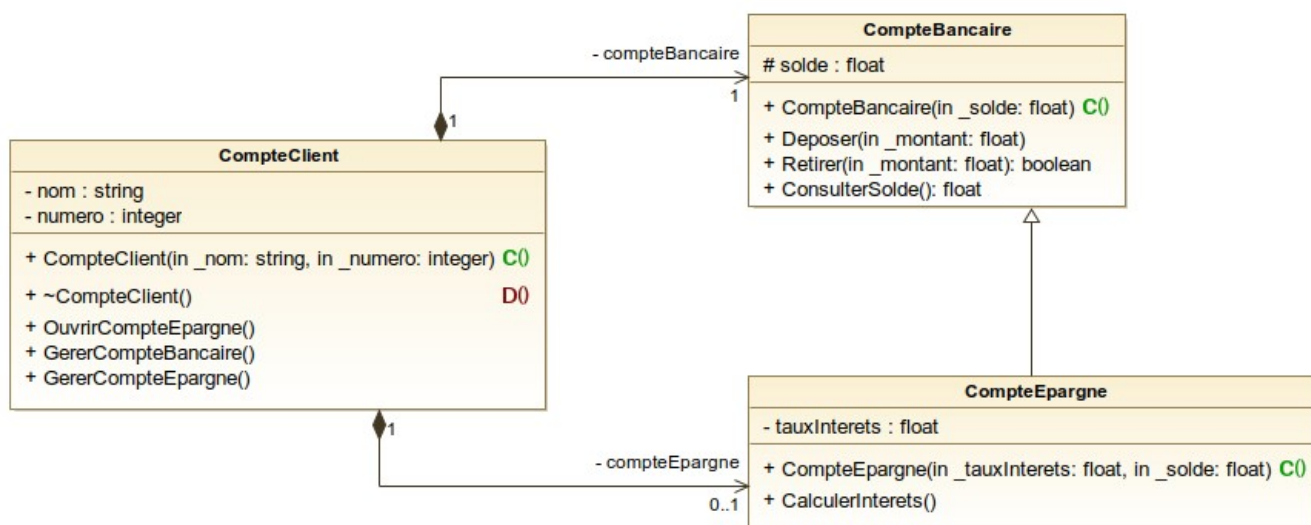 CompteBancaire
# solde : float
+ CompteBancaire(in _solde: float) C()
+ Deposer(in _montant: float)
+ Retirer(in _montant: float): boolean
+ ConsulterSolde(): float
- compteBancaire
1
1
CompteClient
- nom : string
- numero : integer
+ CompteClient(in _nom: string, in _numero: integer) C()
+ ~CompteClient() D()
+ OuvrirCompteEpargne()
+ GererCompteBancaire()
+ GererCompteEpargne()
1
- compteEpargne
0..1
CompteEpargne
- tauxInterets : float
+ CompteEpargne(in _tauxInterets: float, in _solde: float) C()
+ CalculerInterets()